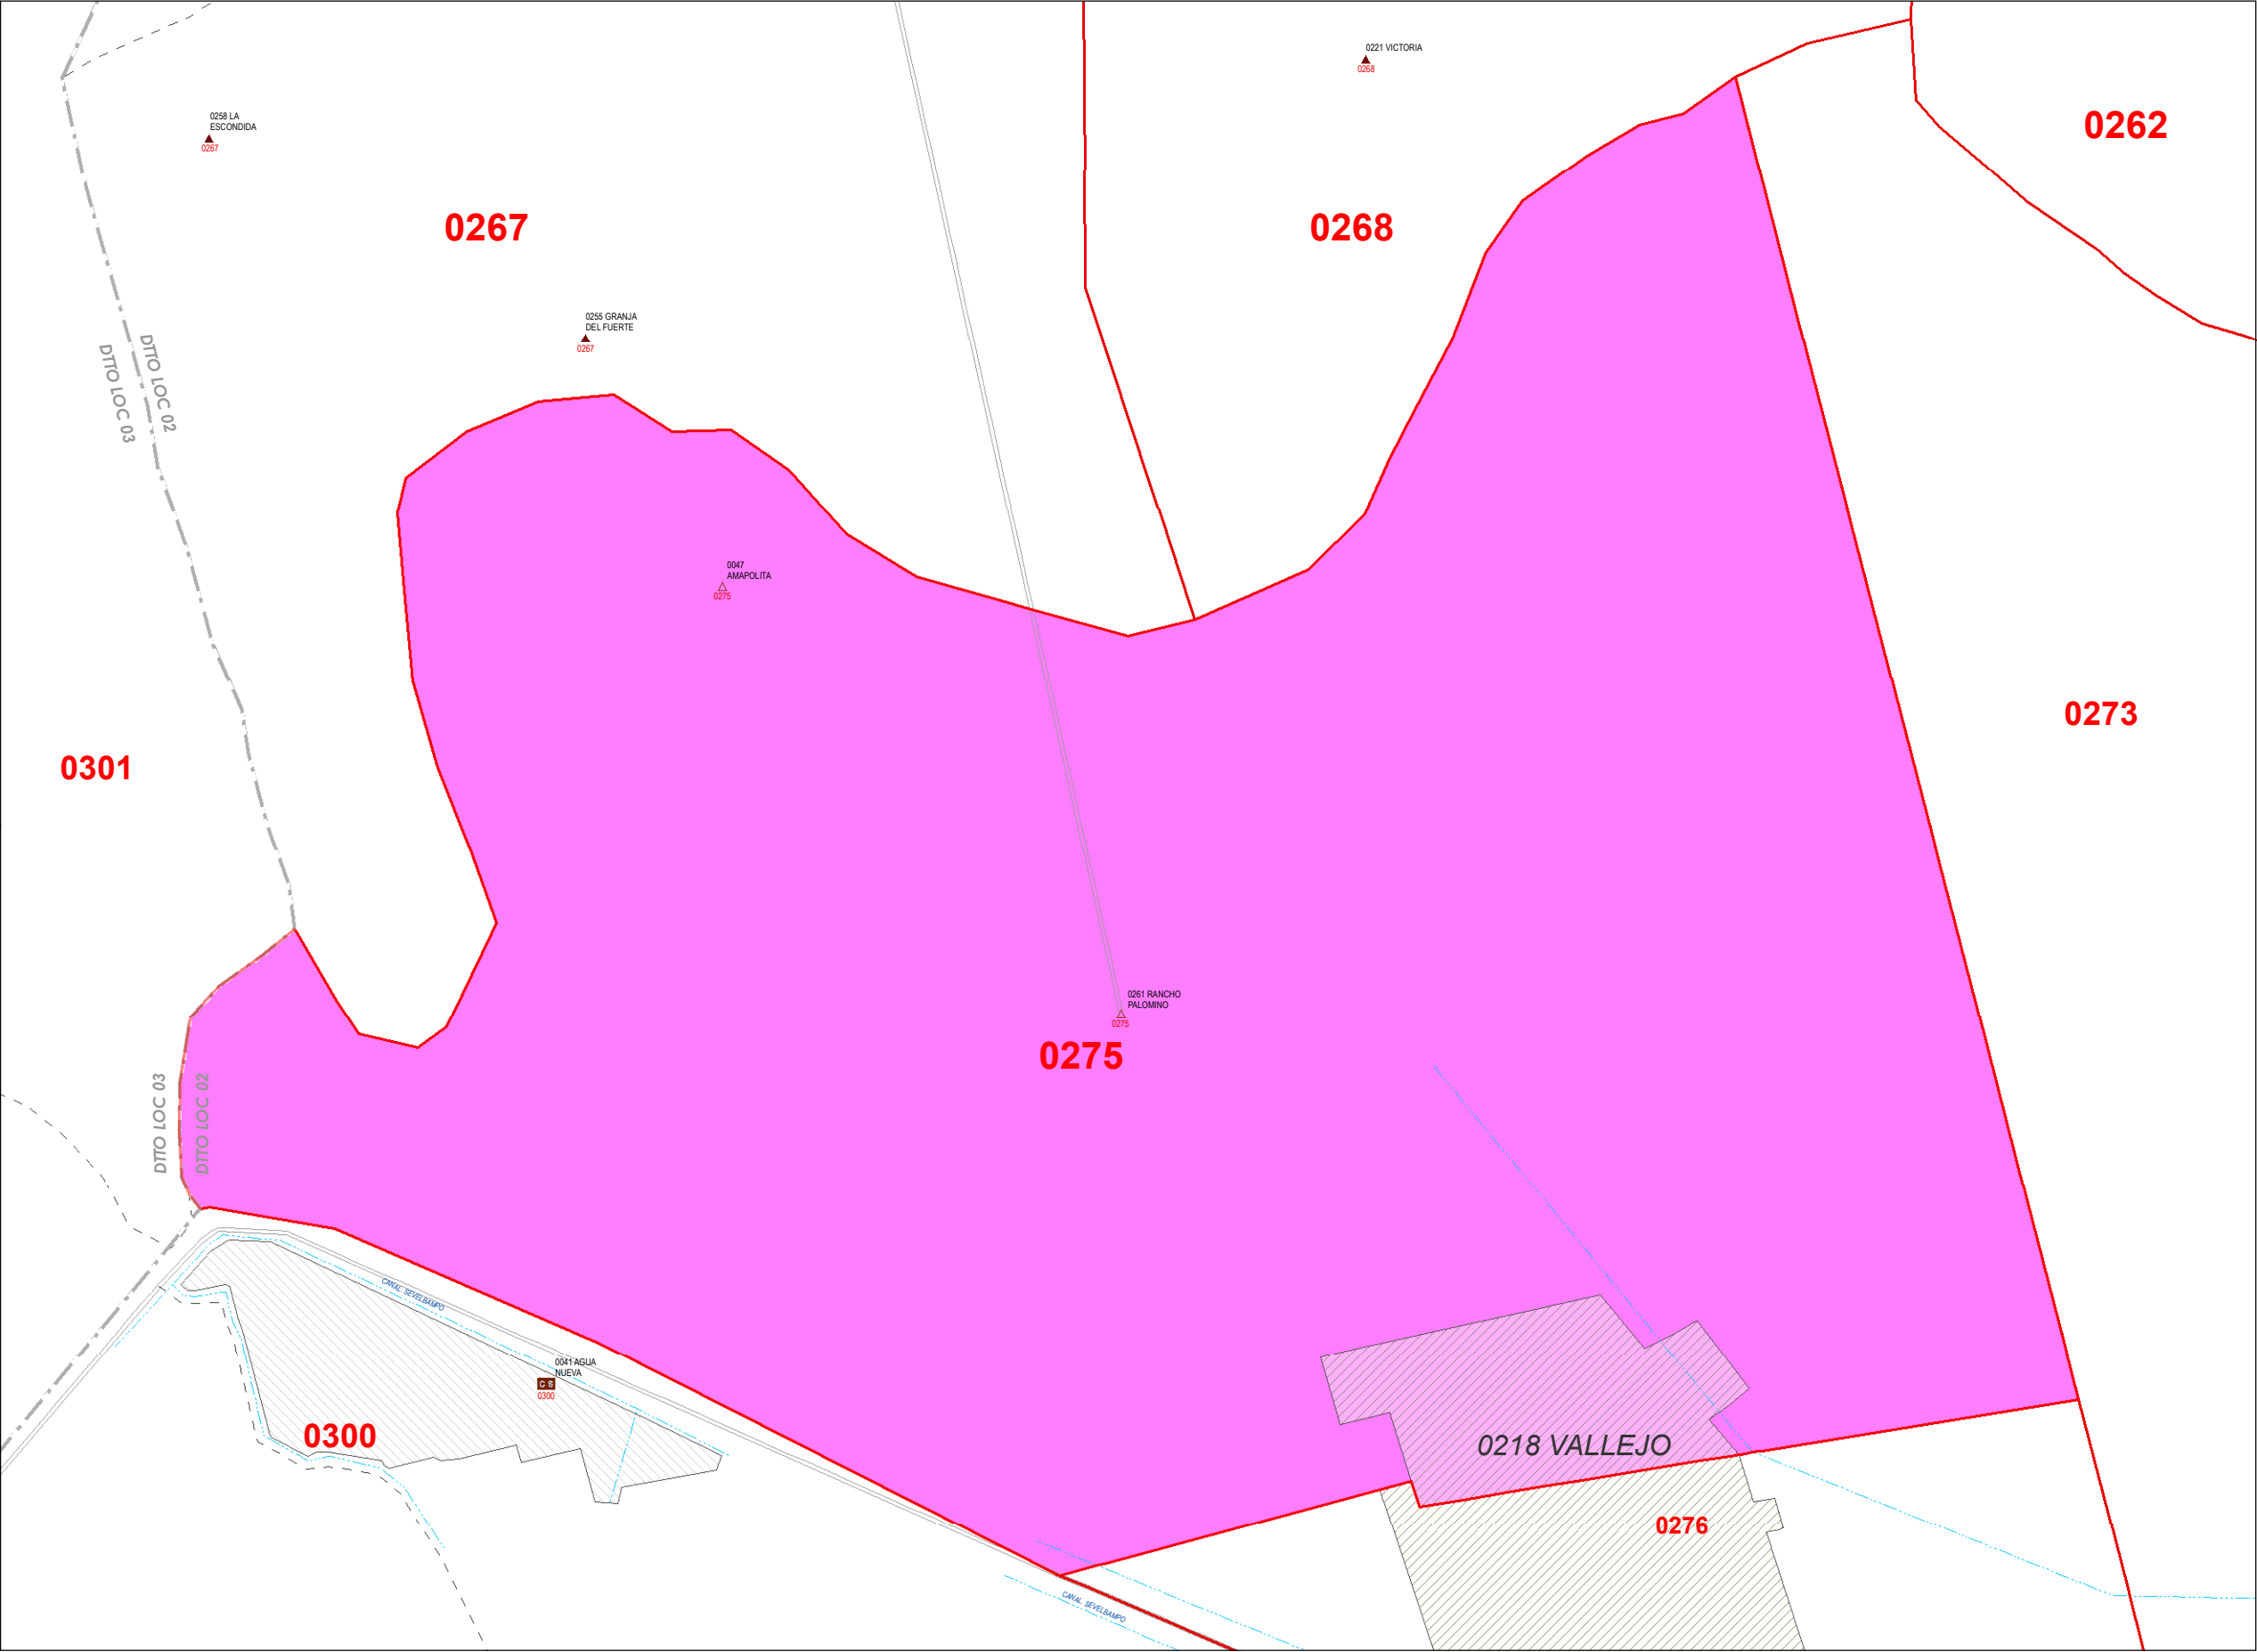 0221 VICTORIA
0268
0262
0258 LA
ESCONDIDA
0267
0267
0268
0255 GRANJA
DEL FUERTE
0267
DTTO LOC 02
DTTO LOC 03
0047
AMAPOLITA
0275
0273
0301
0261 RANCHO
PALOMINO
0275
0275
DTTO LOC 03
DTTO LOC 02
CANAL SEVELBAMPO
0041 AGUA
NUEVA
C S
0300
0300
0218 VALLEJO
0276
CANAL SEVELBAMPO